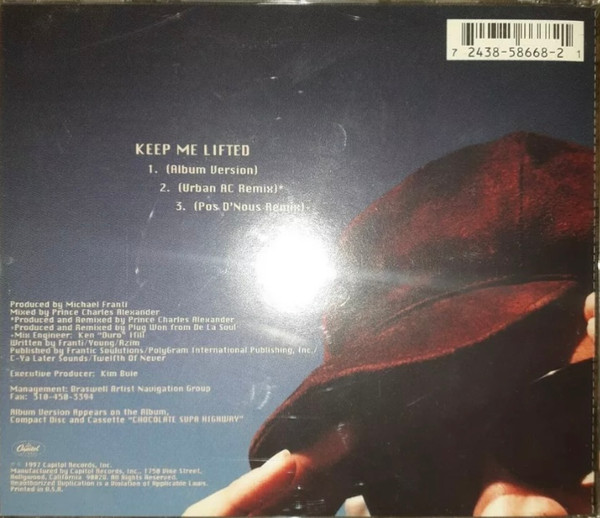 7 2438-58668-2 1
KEEP ME LIFTED
1. (Album Version)
2. (Urban AC Remix)*
3. (Pos D'Nous Remix)+
Produced by Michael Franti
Mixed by Prince Charles Alexander
*Produced and Remixed by Prince Charles Alexander
+Produced and Remixed by Plug Won from De La Soul
+Mix Engineer: Ken "Duro" Ifill
Written by Franti/Young/Azim
Published by Frantic Soulutions/PolyGram International Publishing, Inc./
C-Ya Later Sounds/Twelfth Of Never
Executive Producer: Kim Buie
Management: Braswell Artist Navigation Group
Fax: 310-450-3394
Album Version Appears on the Album,
Compact Disc and Cassette "CHOCOLATE SUPA HIGHWAY"
Capitol
℗ © 1997 Capitol Records, Inc.
Manufactured by Capitol Records, Inc., 1750 Vine Street,
Hollywood, California 90028. All Rights Reserved.
Unauthorized Duplication is a Violation of Applicable Laws.
Printed in U.S.A.